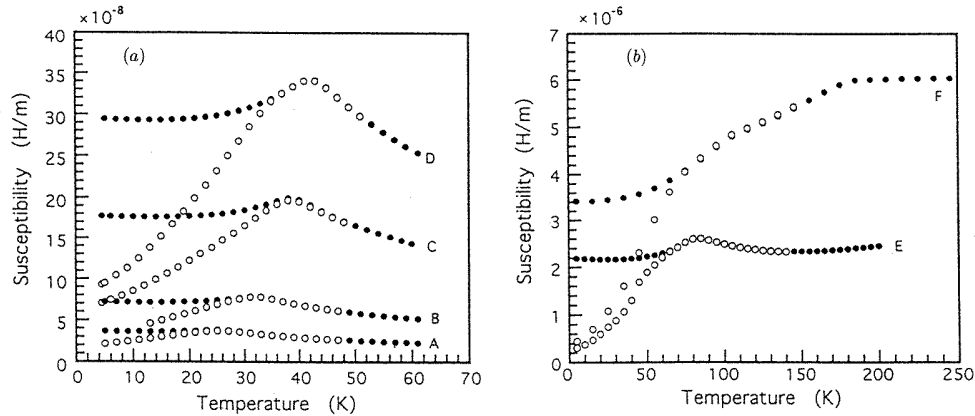 ×10⁻⁸
40
35
30
25
20
15
10
5
0
0 10 20 30 40 50 60 70
Susceptibility (H/m)
Temperature (K)
(a)
D
C
B
A
×10⁻⁶
7
6
5
4
3
2
1
0
0 50 100 150 200 250
Susceptibility (H/m)
Temperature (K)
(b)
F
E